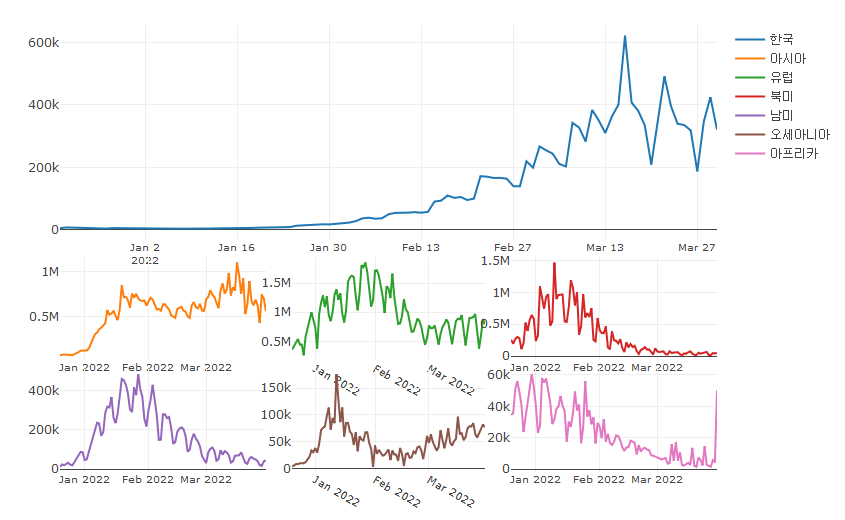 600k
400k
200k
0
Jan 2
2022
Jan 16
Jan 30
Feb 13
Feb 27
Mar 13
Mar 27
한국
아시아
유럽
북미
남미
오세아니아
아프리카
1M
0.5M
Jan 2022
Feb 2022
Mar 2022
1.5M
1M
0.5M
Jan 2022
Feb 2022
Mar 2022
1.5M
1M
0.5M
0
Jan 2022
Feb 2022
Mar 2022
400k
200k
0
Jan 2022
Feb 2022
Mar 2022
150k
100k
50k
0
Jan 2022
Feb 2022
Mar 2022
60k
40k
20k
0
Jan 2022
Feb 2022
Mar 2022